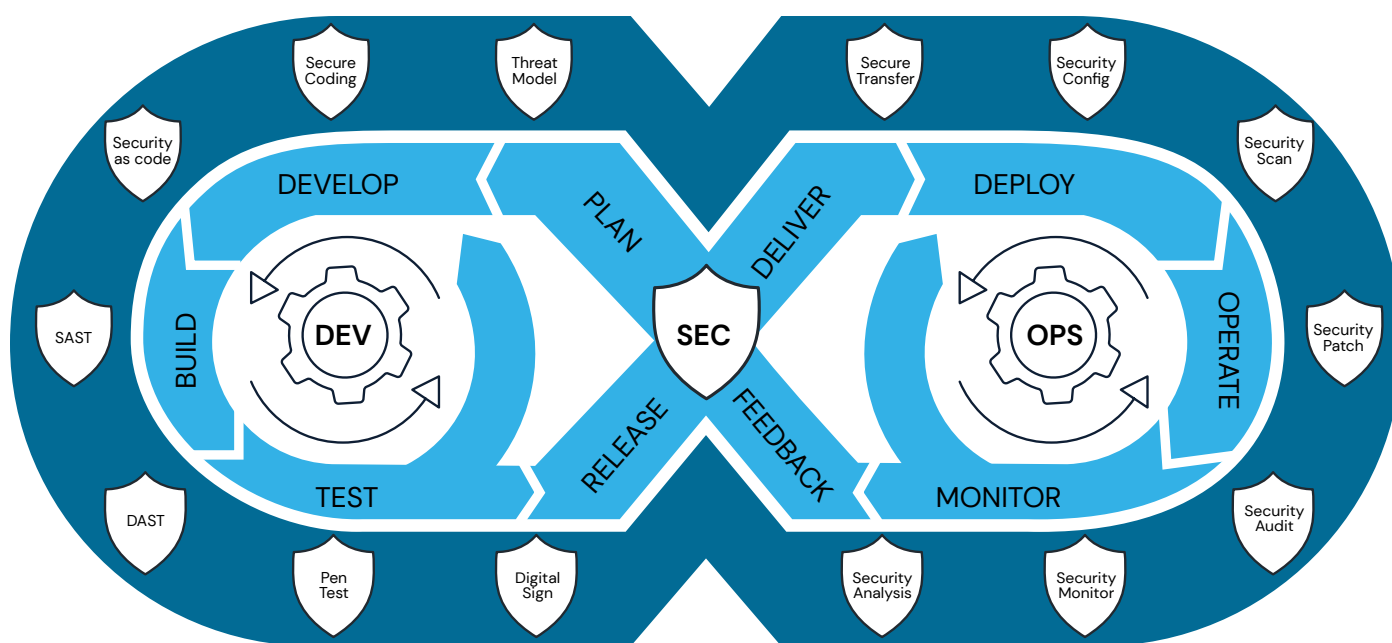 Secure
Coding
Threat
Model
Secure
Transfer
Security
Config
Security
as code
Security
Scan
DEVELOP
PLAN
DELIVER
DEPLOY
SAST
BUILD
DEV
SEC
OPS
OPERATE
Security
Patch
TEST
RELEASE
FEEDBACK
MONITOR
DAST
Security
Audit
Pen
Test
Digital
Sign
Security
Analysis
Security
Monitor